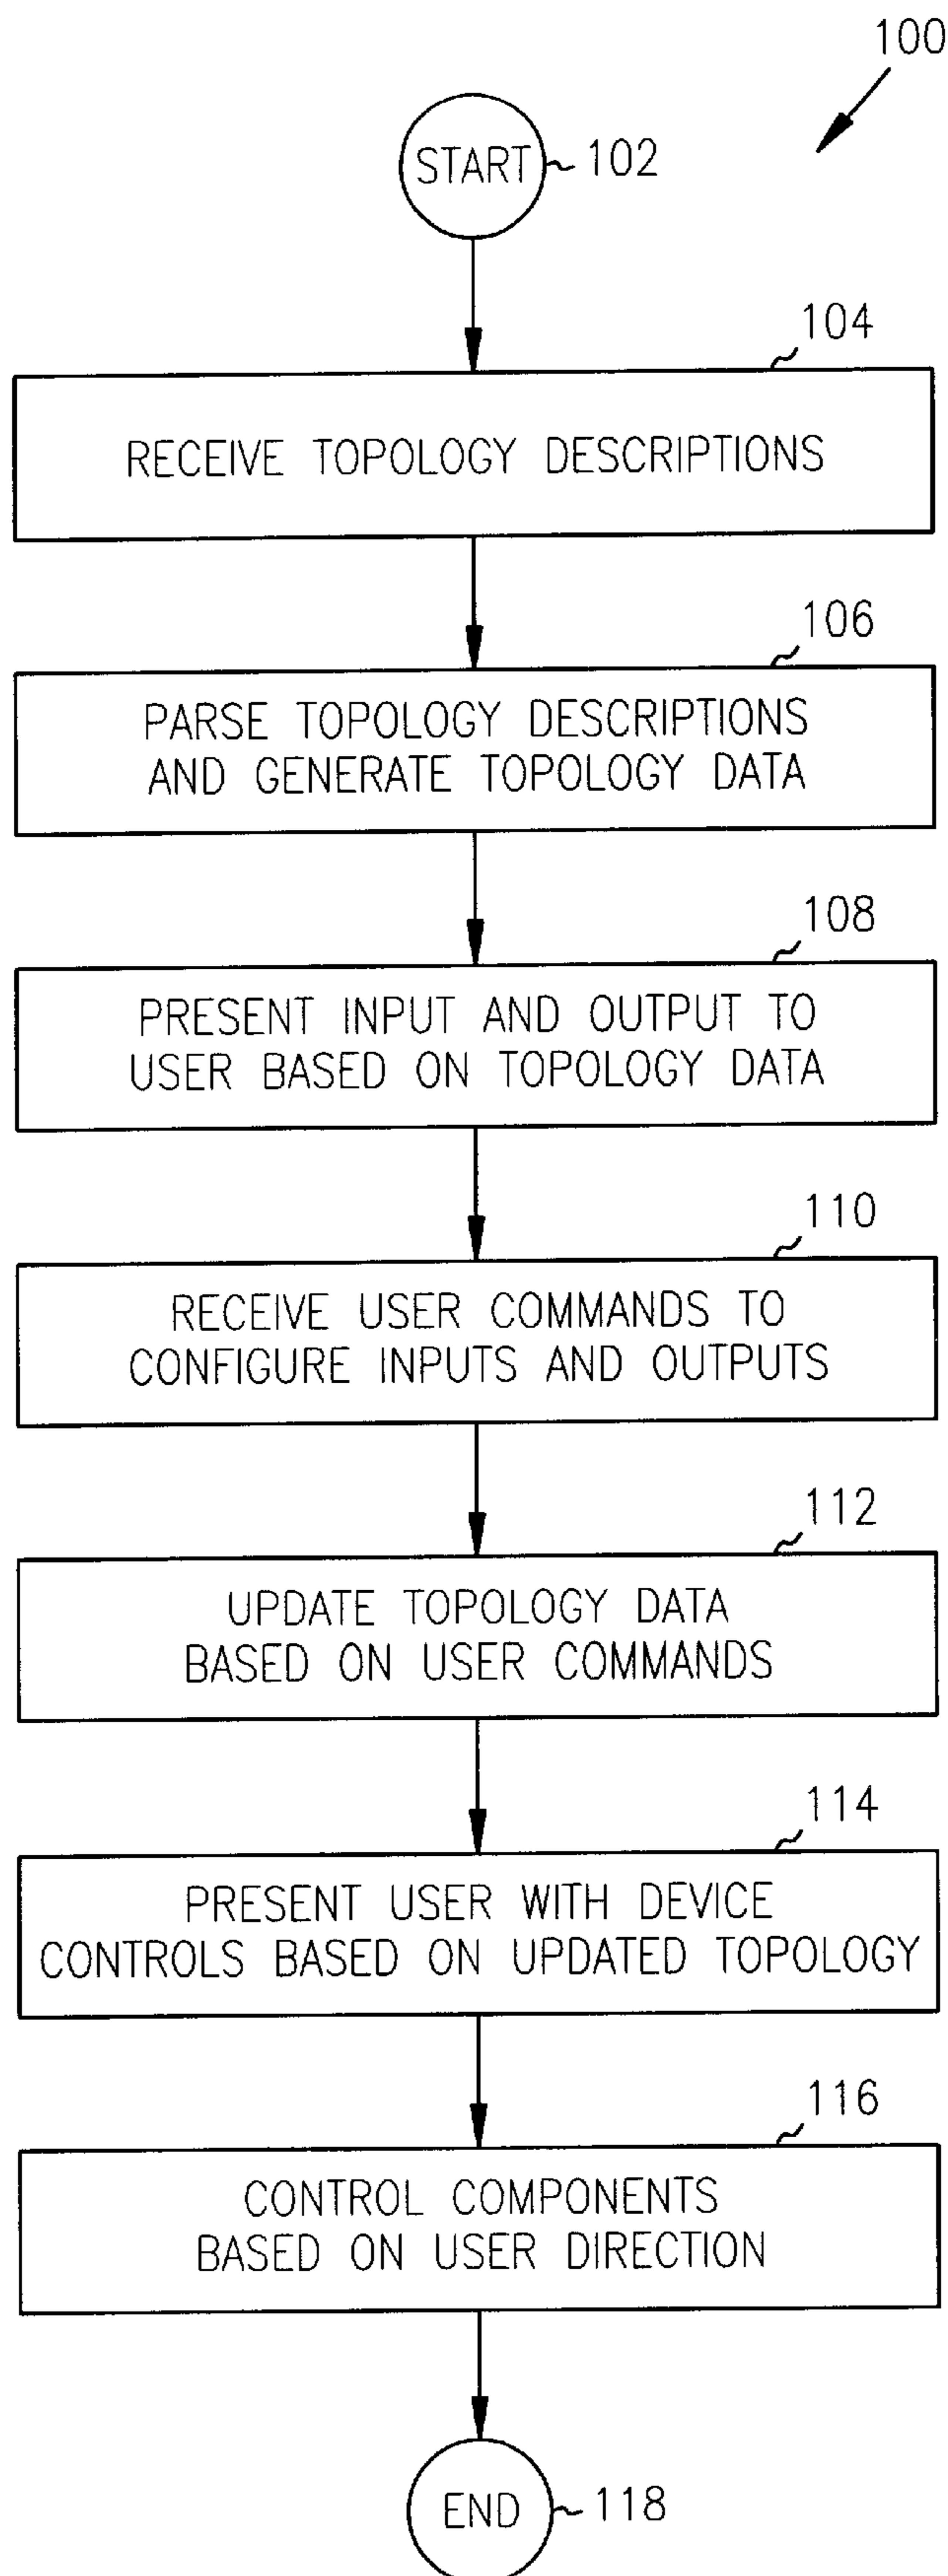 100
START 102
104
RECEIVE TOPOLOGY DESCRIPTIONS
106
PARSE TOPOLOGY DESCRIPTIONS
AND GENERATE TOPOLOGY DATA
108
PRESENT INPUT AND OUTPUT TO
USER BASED ON TOPOLOGY DATA
110
RECEIVE USER COMMANDS TO
CONFIGURE INPUTS AND OUTPUTS
112
UPDATE TOPOLOGY DATA
BASED ON USER COMMANDS
114
PRESENT USER WITH DEVICE
CONTROLS BASED ON UPDATED TOPOLOGY
116
CONTROL COMPONENTS
BASED ON USER DIRECTION
END 118